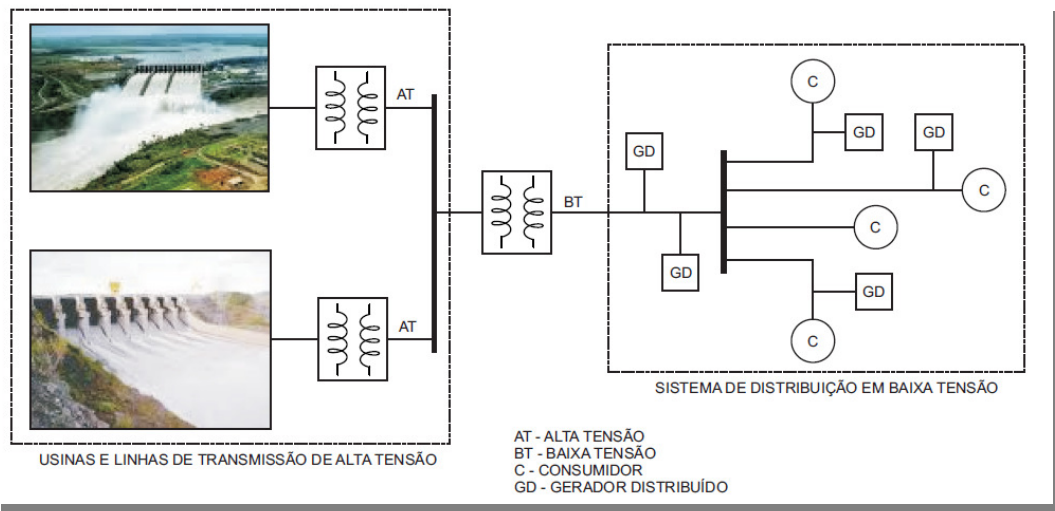 AT
BT
AT
GD
GD
C
GD
GD
C
C
GD
C
USINAS E LINHAS DE TRANSMISSÃO DE ALTA TENSÃO
SISTEMA DE DISTRIBUIÇÃO EM BAIXA TENSÃO
AT - ALTA TENSÃO
BT - BAIXA TENSÃO
C - CONSUMIDOR
GD - GERADOR DISTRIBUÍDO